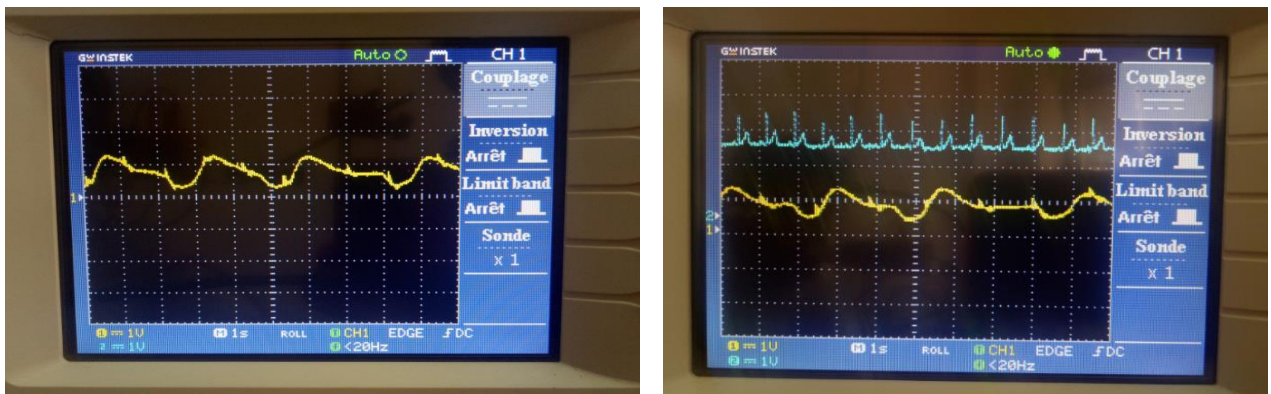 GW INSTEK Auto CH 1
Couplage
Inversion
Arrêt
Limit band
Arrêt
Sonde
x 1
1
1 1V M 1s ROLL T CH1 EDGE DC
2 1V <20Hz
GW INSTEK Auto CH 1
Couplage
Inversion
Arrêt
Limit band
Arrêt
Sonde
x 1
2
1
1 1V M 1s ROLL T CH1 EDGE DC
2 1V <20Hz